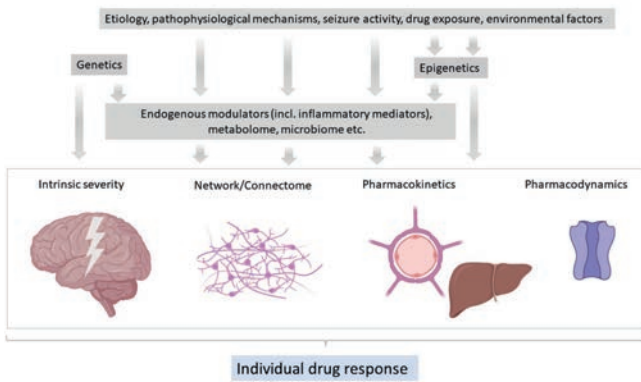 Etiology, pathophysiological mechanisms, seizure activity, drug exposure, environmental factors
Genetics
Epigenetics
Endogenous modulators (incl. inflammatory mediators),
metabolome, microbiome etc.
Intrinsic severity
Network/Connectome
Pharmacokinetics
Pharmacodynamics
Individual drug response